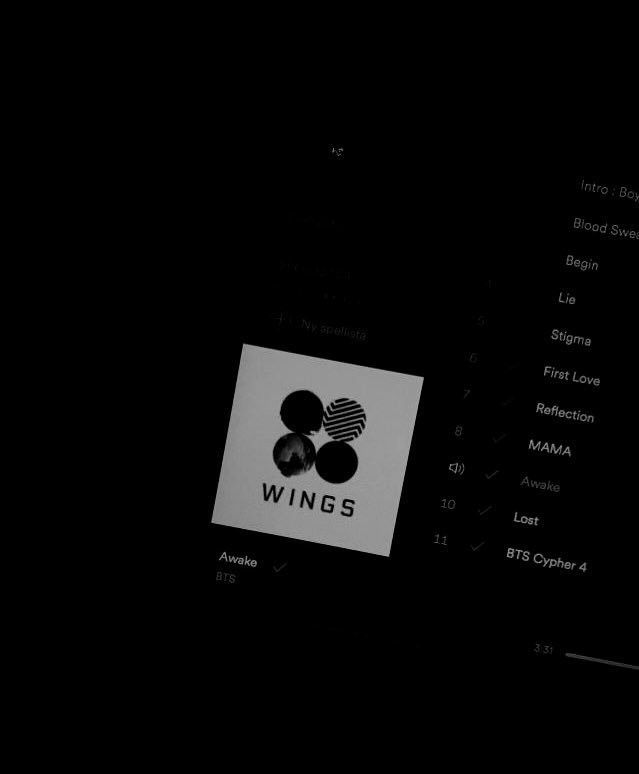 Intro : Boy
Blood Swea
Begin
Lie
5
Stigma
Ny spellista
6
First Love
7
Reflection
8
MAMA
Awake
WINGS
10
Lost
11
BTS Cypher 4
Awake
BTS
3:31